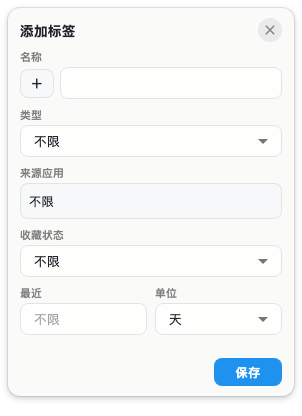 添加标签
名称
+
类型
不限
来源应用
不限
收藏状态
不限
最近 单位
不限 天
保存